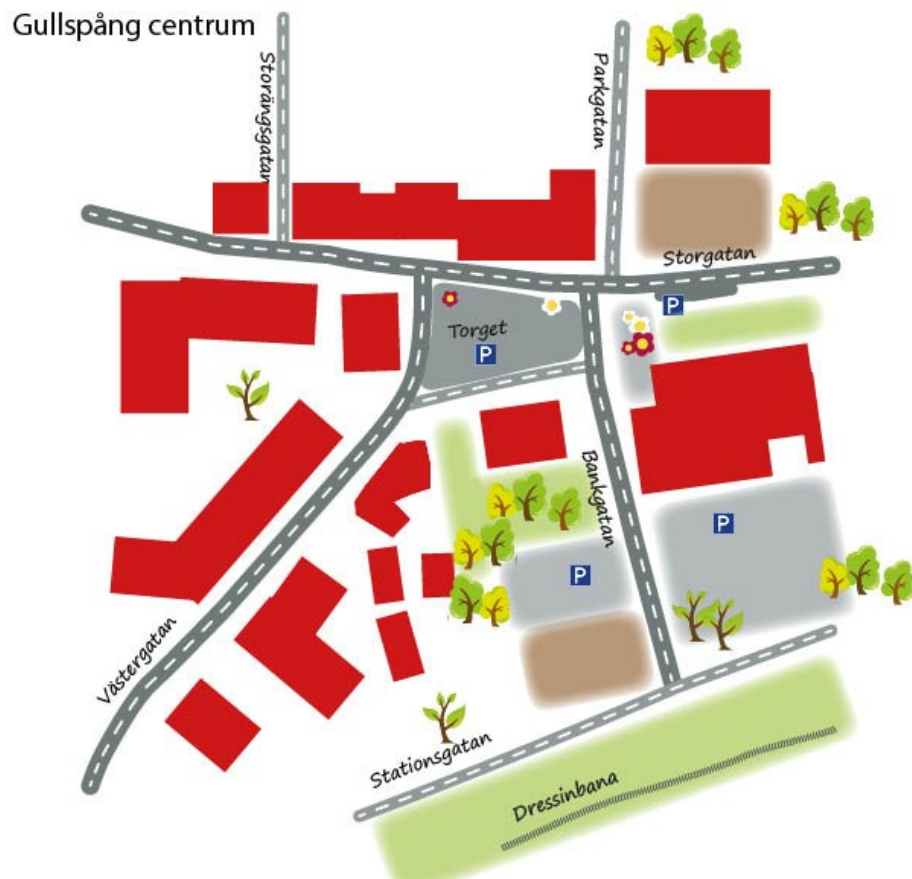 Gullspång centrum
Storängsgatan
Parkgatan
Storgatan
P
Torget
P
Bankgatan
P
P
Västergatan
Stationsgatan
Dressinbana